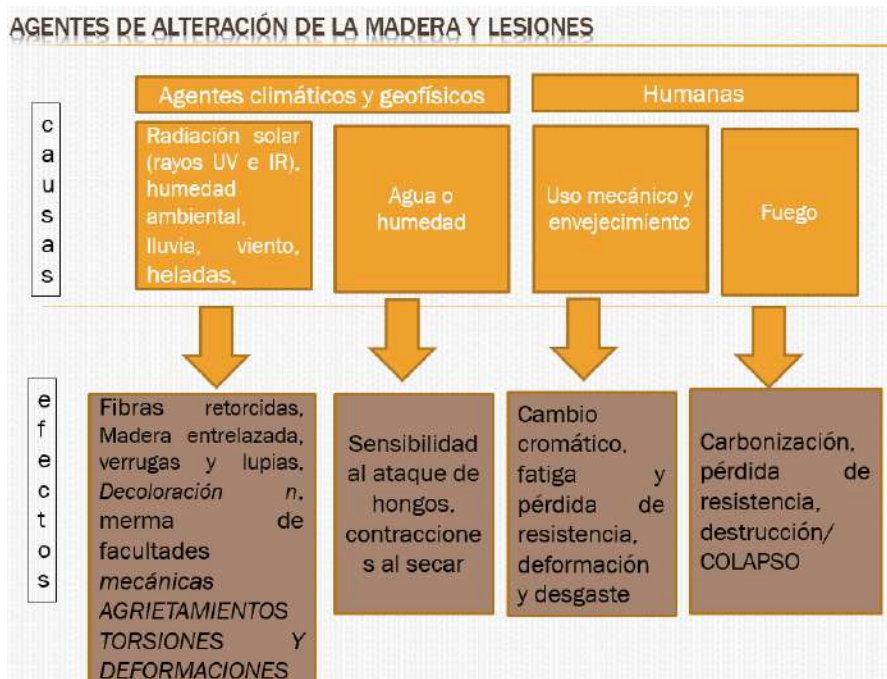 AGENTES DE ALTERACIÓN DE LA MADERA Y LESIONES
Agentes climáticos y geofísicos
Humanas
causas
Radiación solar
(rayos UV e IR),
humedad
ambiental,
lluvia, viento,
heladas,
Agua o
humedad
Uso mecánico y
envejecimiento
Fuego
efectos
Fibras retorcidas,
Madera entrelazada,
verrugas y lupias,
Decoloración n,
merma de
facultades
mecánicas
AGRIETAMIENTOS
TORSIONES Y
DEFORMACIONES
Sensibilidad
al ataque de
hongos,
contraccione
s al secar
Cambio
cromático,
fatiga y
pérdida de
resistencia,
deformación
y desgaste
Carbonización,
pérdida de
resistencia,
destrucción/
COLAPSO